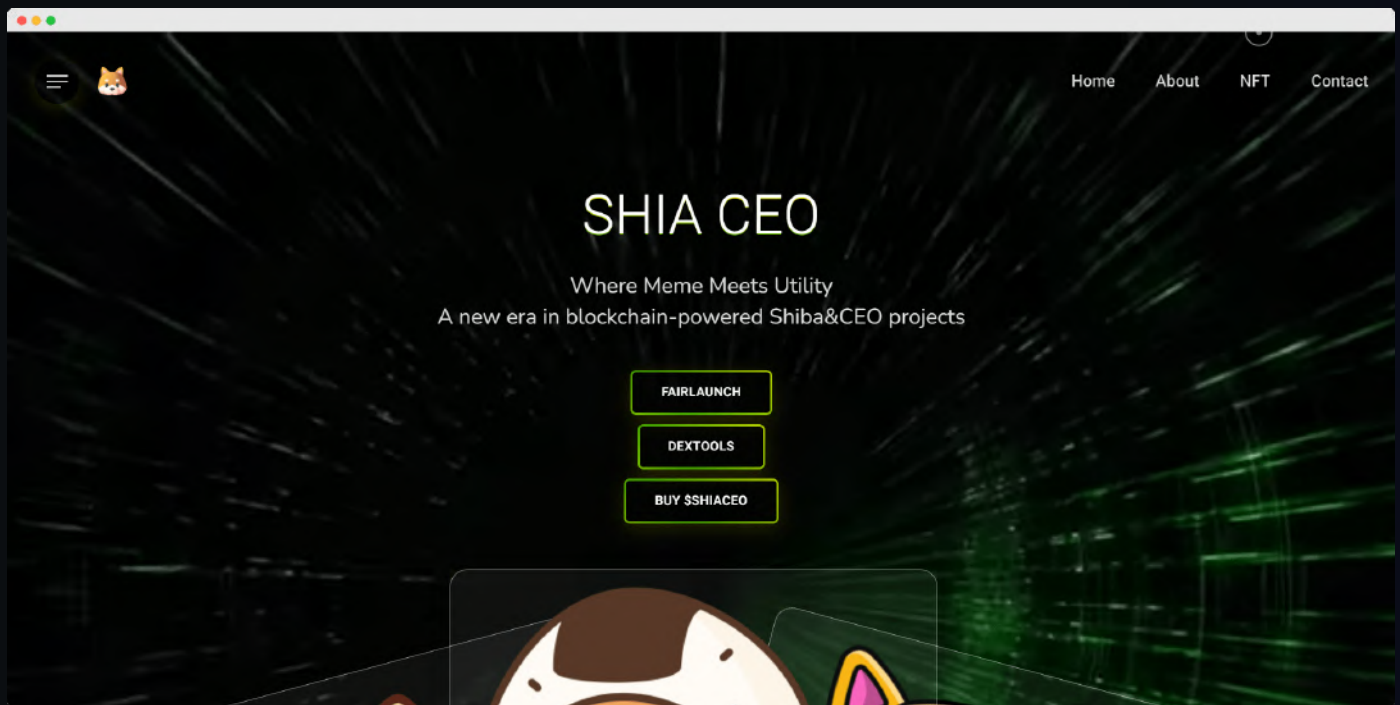 Home About NFT Contact
SHIA CEO
Where Meme Meets Utility
A new era in blockchain-powered Shiba&CEO projects
FAIRLAUNCH
DEXTOOLS
BUY $SHIACEO